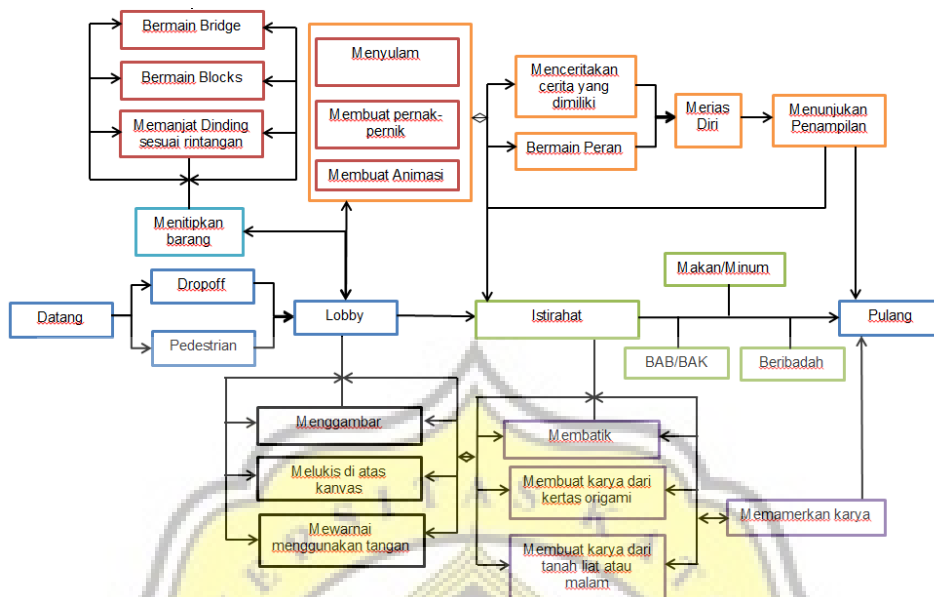 Bermain Bridge
Bermain Blocks
Memanjat Dinding
sesuai rintangan
Menitipkan
barang
Menyulam
Membuat pernak-
pernik
Membuat Animasi
Menceritakan
cerita yang
dimiliki
Bermain Peran
Merias
Diri
Menunjukan
Penampilan
Makan/Minum
Datang
Dropoff
Pedestrian
Lobby
Istirahat
Pulang
BAB/BAK
Beribadah
Menggambar
Melukis di atas
kanvas
Mewarnai
menggunakan tangan
Membatik
Membuat karya dari
kertas origami
Membuat karya dari
tanah liat atau
malam
Memamerkan karya